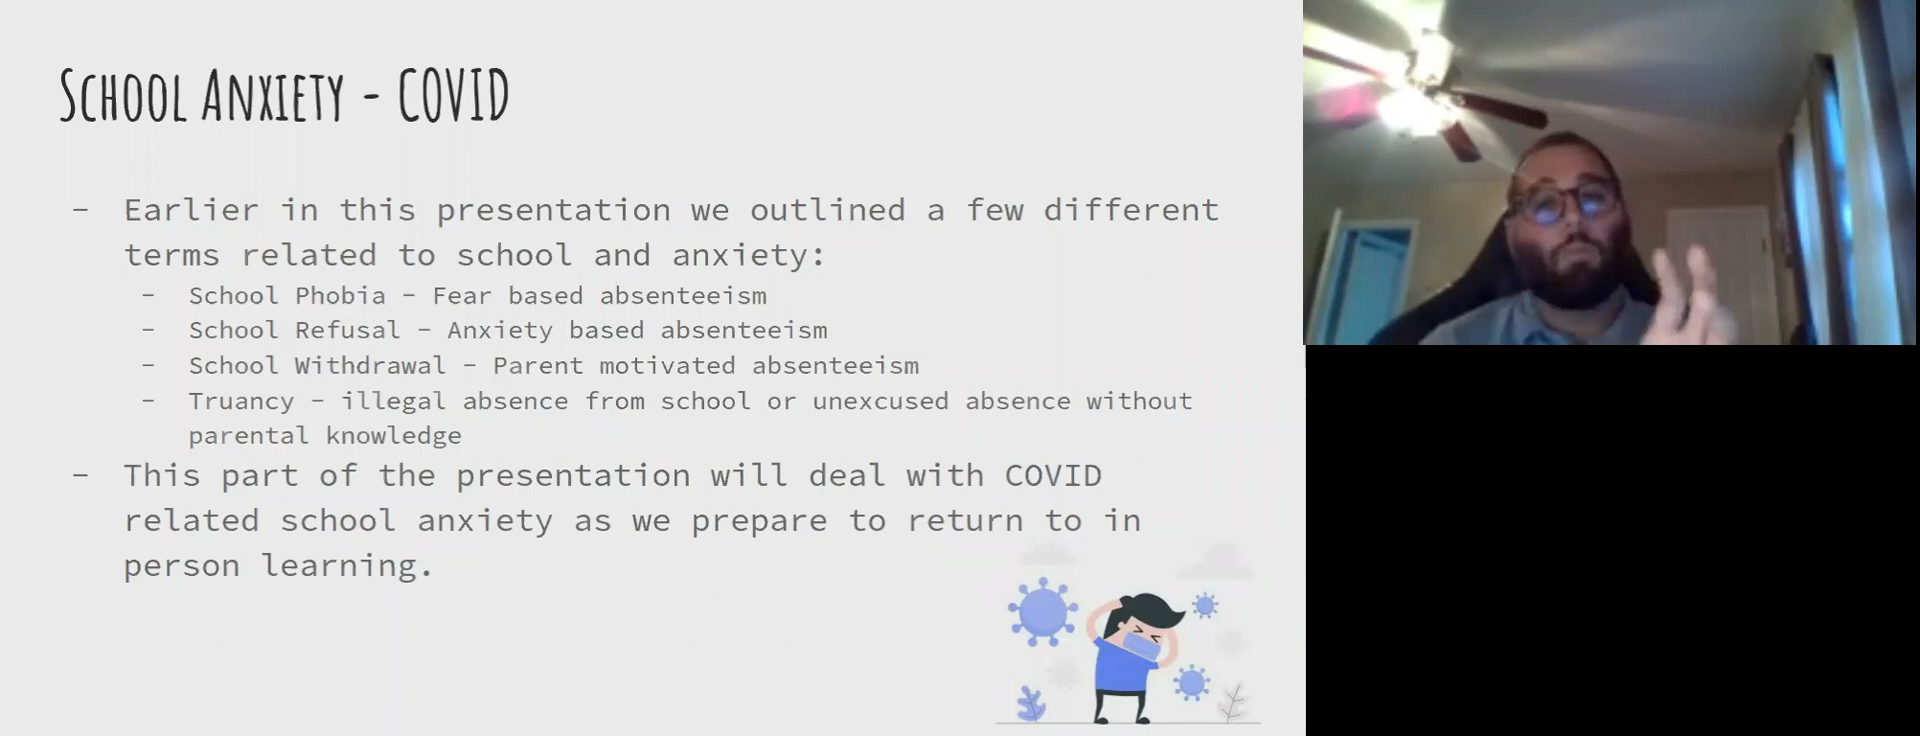 School Anxiety - COVID
- Earlier in this presentation we outlined a few different
terms related to school and anxiety:
- School Phobia - Fear based absenteeism
- School Refusal - Anxiety based absenteeism
- School Withdrawal - Parent motivated absenteeism
- Truancy - illegal absence from school or unexcused absence without
parental knowledge
- This part of the presentation will deal with COVID
related school anxiety as we prepare to return to in
person learning.